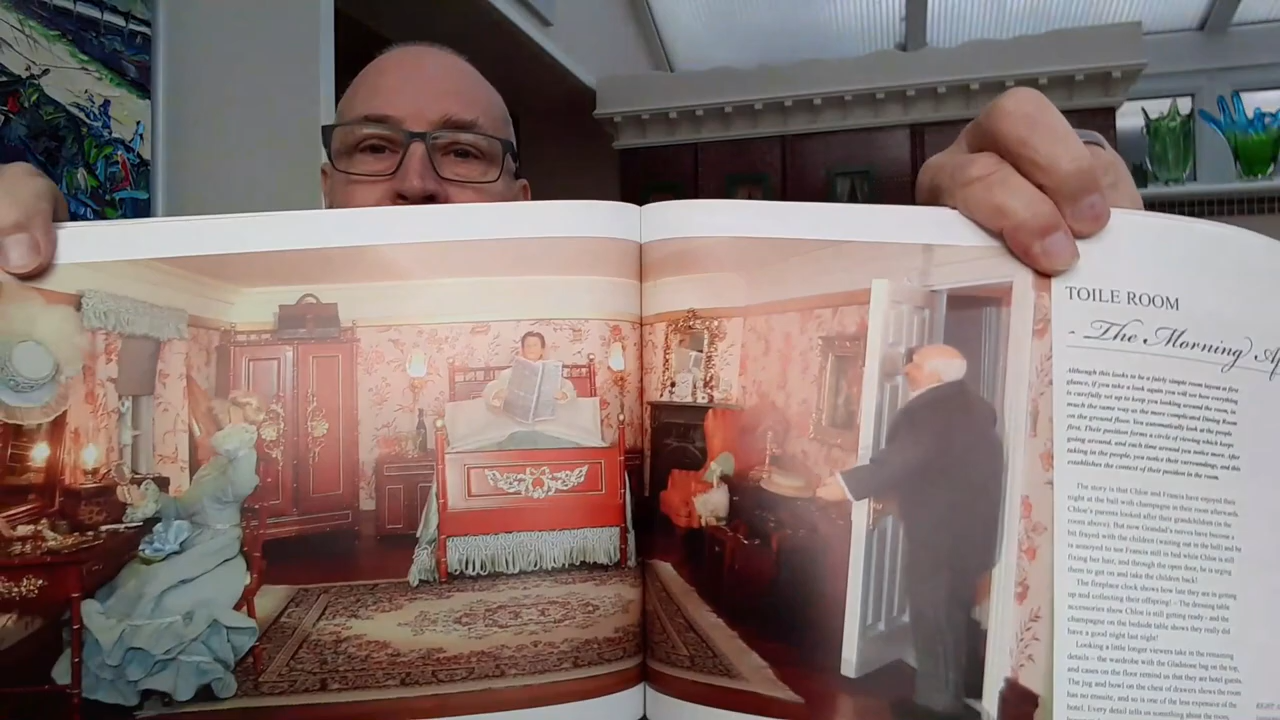 TOILE ROOM
- The Morning A
Although this looks to be a fairly simple room layout at first
glance, if you take a look again you will see how everything
is carefully set up to keep you looking around the room, in
much the same way as the more complicated Dining Room
on the ground floor. You automatically look at the people
first. Their position forms a circle of viewing which keeps
going around, and each time around you notice more. After
taking in the people, you notice their surroundings, and this
establishes the context of their position in the room.
The story is that Chloe and Francis have enjoyed their
night at the ball with champagne in their room afterwards
Chloe's parents looked after their grandchildren (in the
room above). But now Grandad's nerves have become a
bit frayed with the children (waiting out in the hall) and he
is annoyed to see Francis still in bed while Chloe is still
fixing her hair, and through the open door, he is urging
them to get on and take the children back!
The fireplace clock shows how late they are in getting
up and collecting their offspring! – The dressing table
accessories show Chloe is still getting ready - and the
champagne on the bedside table shows they really did
have a good night last night!
Looking a little longer viewers take in the remaining
details – the wardrobe with the Gladstone bag on the top,
and cases on the floor remind us that they are hotel guests.
The jug and bowl on the chest of drawers shows the room
has no ensuite, and so is one of the less expensive of the
hotel. Every detail tells us something about the room,